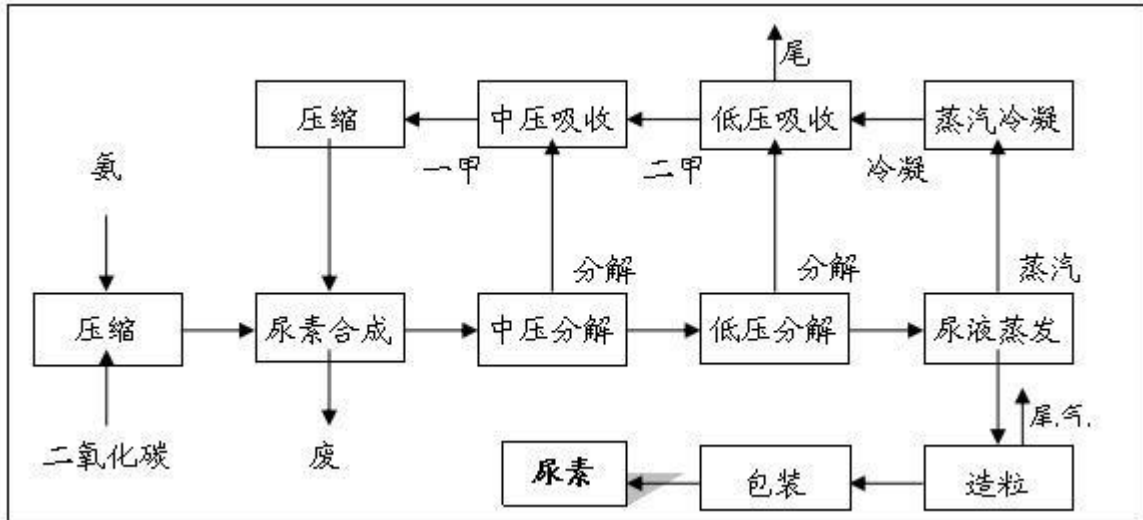 尾
压缩
中压吸收
低压吸收
蒸汽冷凝
一甲
二甲
冷凝
氨
分解
分解
蒸汽
压缩
尿素合成
中压分解
低压分解
尿液蒸发
二氧化碳
废
尾气
尿素
包装
造粒